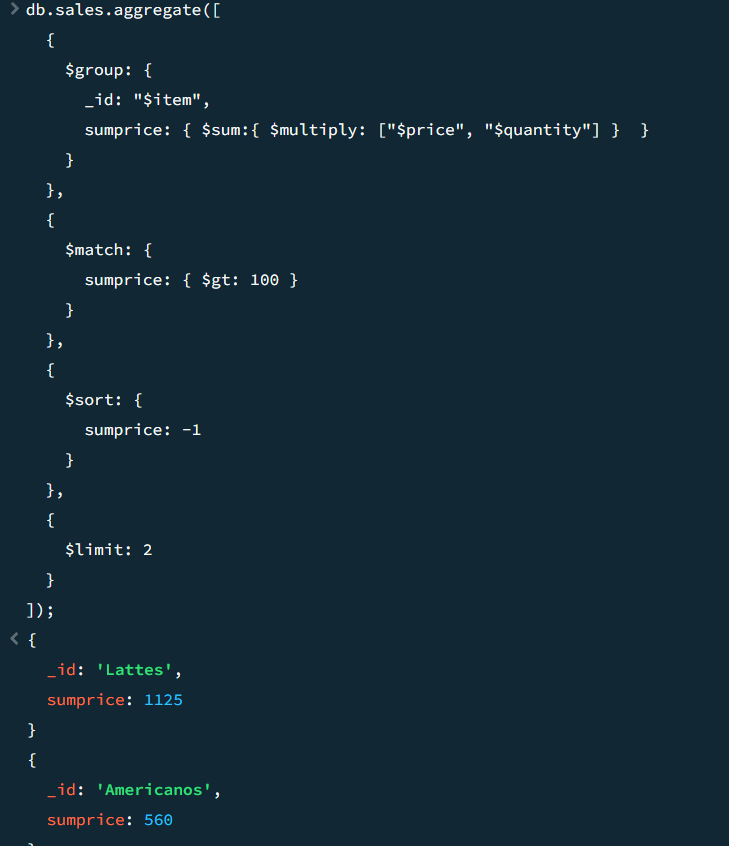 > db.sales.aggregate([
{
$group: {
_id: "$item",
sumprice: { $sum:{ $multiply: ["$price", "$quantity"] }  }
}
},
{
$match: {
sumprice: { $gt: 100 }
}
},
{
$sort: {
sumprice: -1
}
},
{
$limit: 2
}
]);
< {
_id: 'Lattes',
sumprice: 1125
}
{
_id: 'Americanos',
sumprice: 560
}